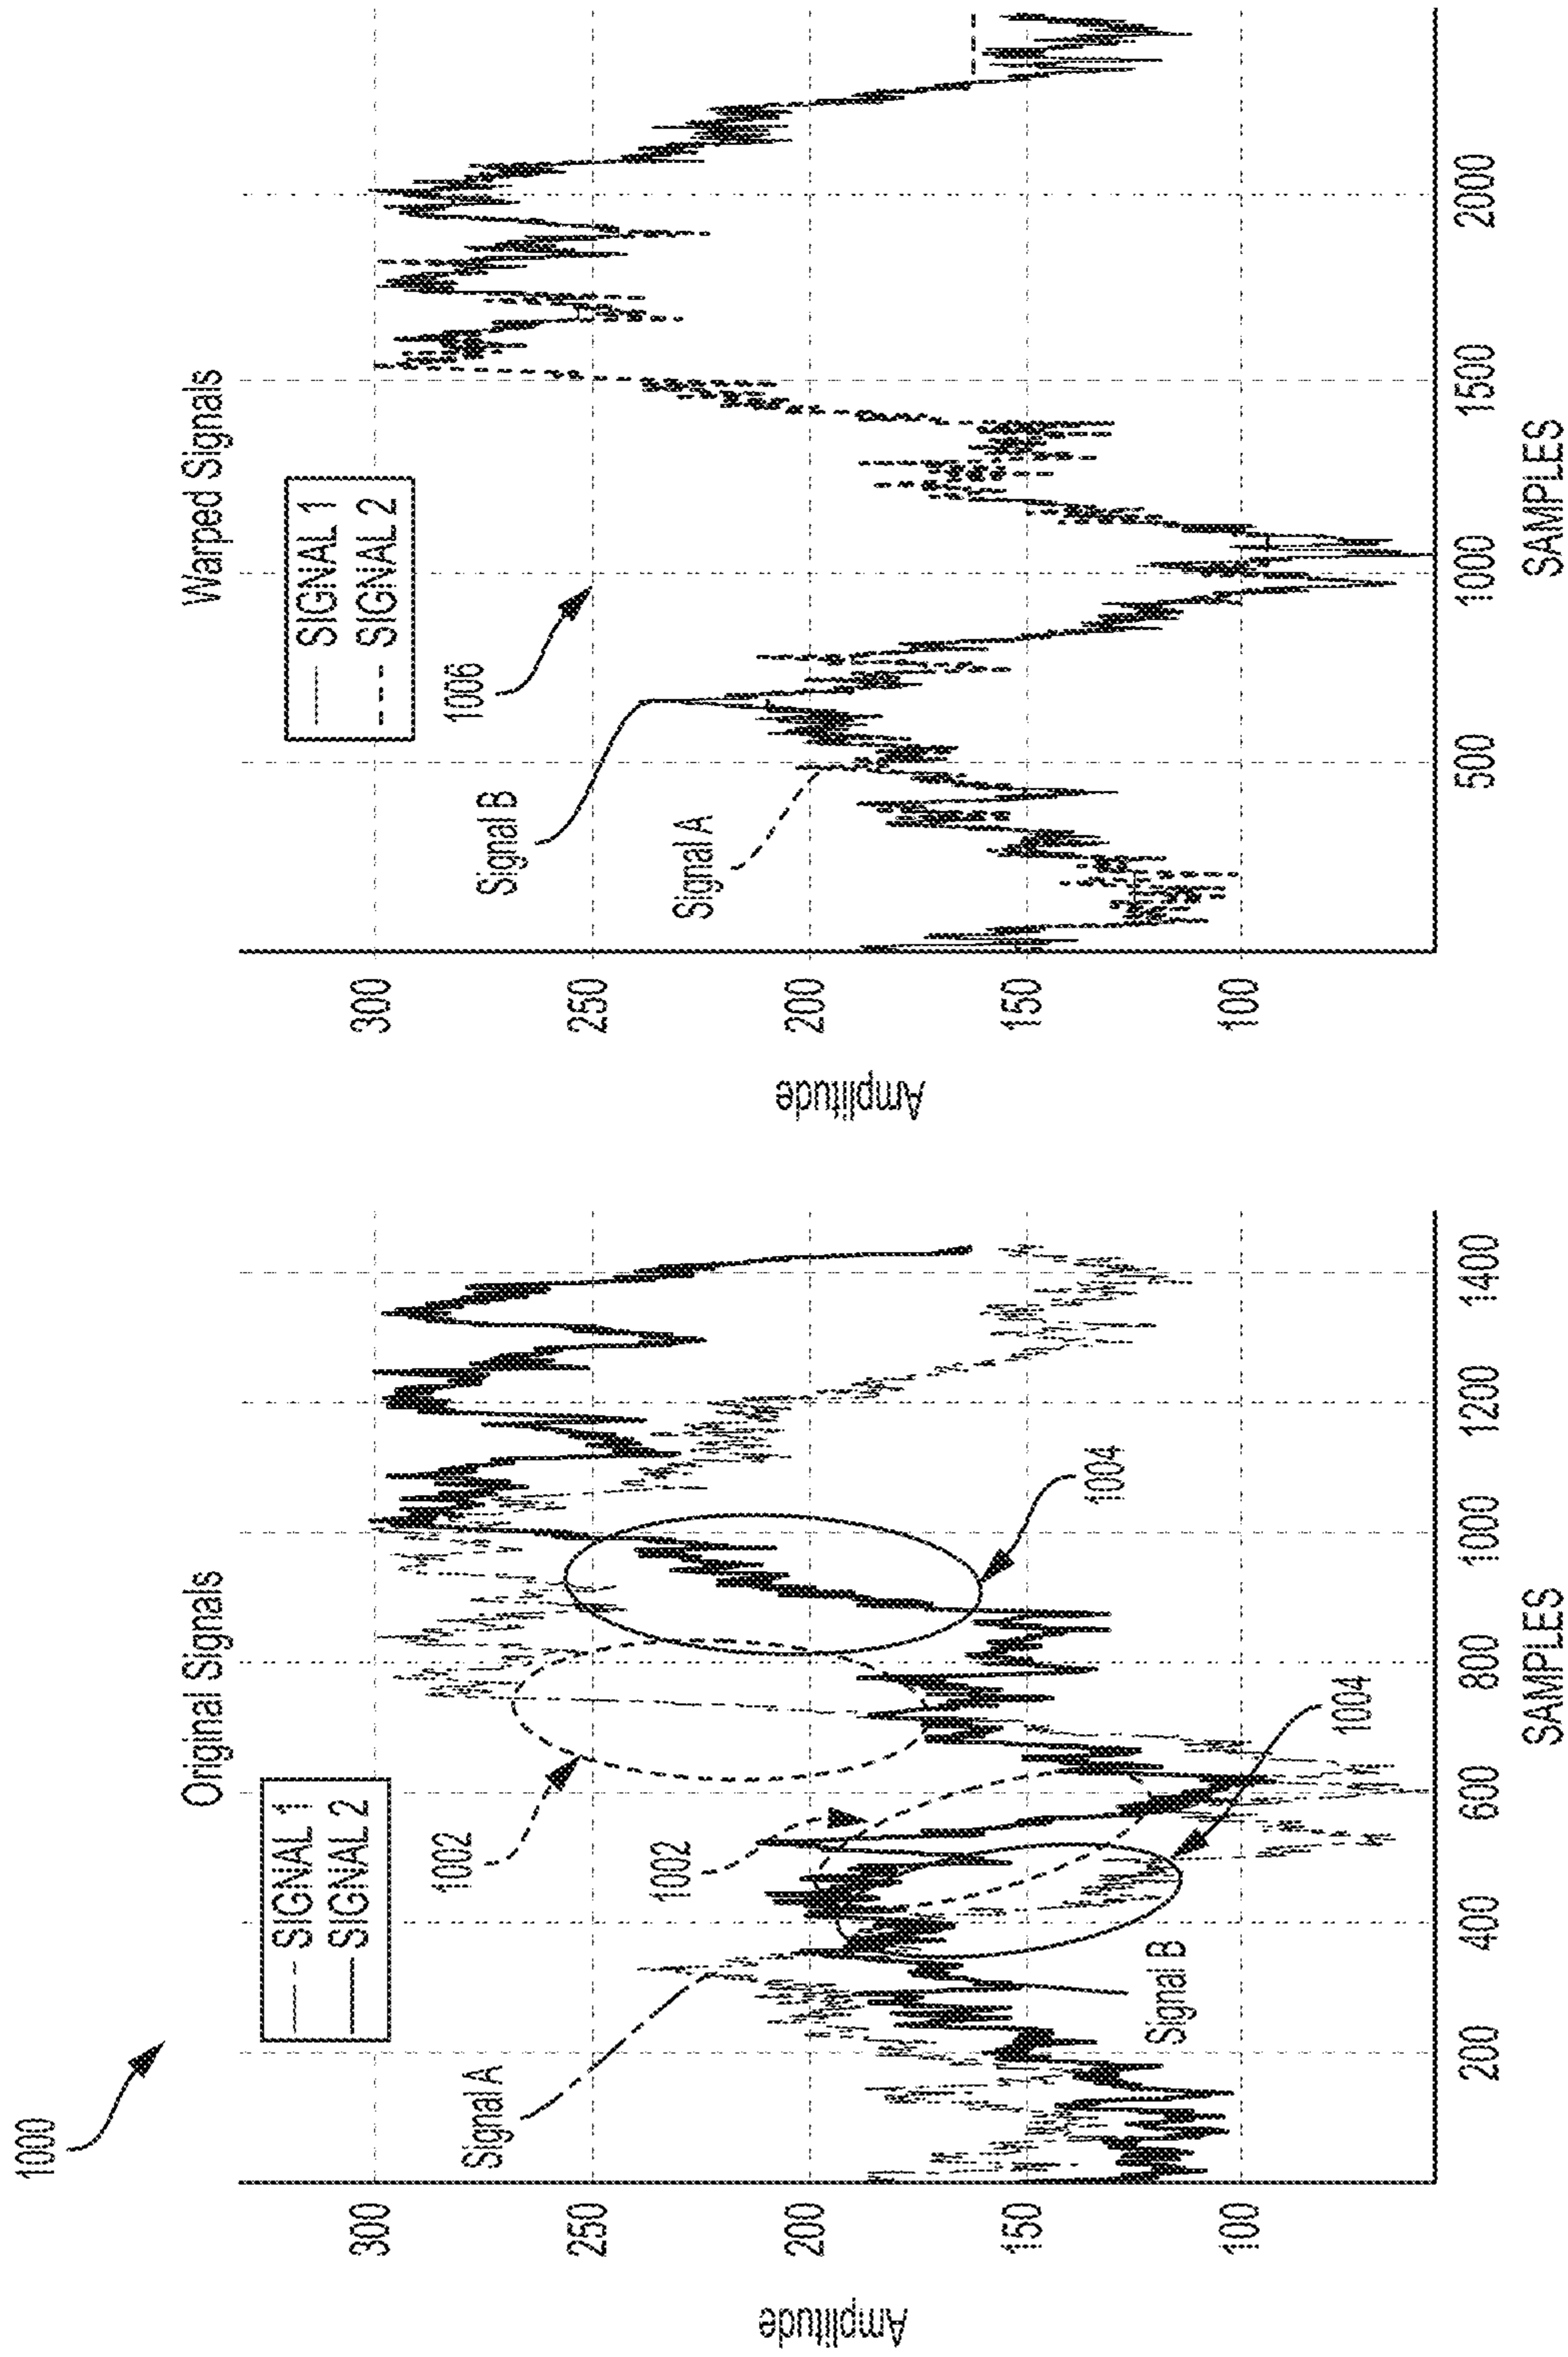 1000
Original Signals
SIGNAL 1
SIGNAL 2
Signal A
1002
1002
Signal B
1004
1004
300
250
200
150
100
Amplitude
200
400
600
800
1000
1200
1400
SAMPLES
Warped Signals
SIGNAL 1
SIGNAL 2
1006
Signal B
Signal A
300
250
200
150
100
Amplitude
500
1000
1500
2000
SAMPLES